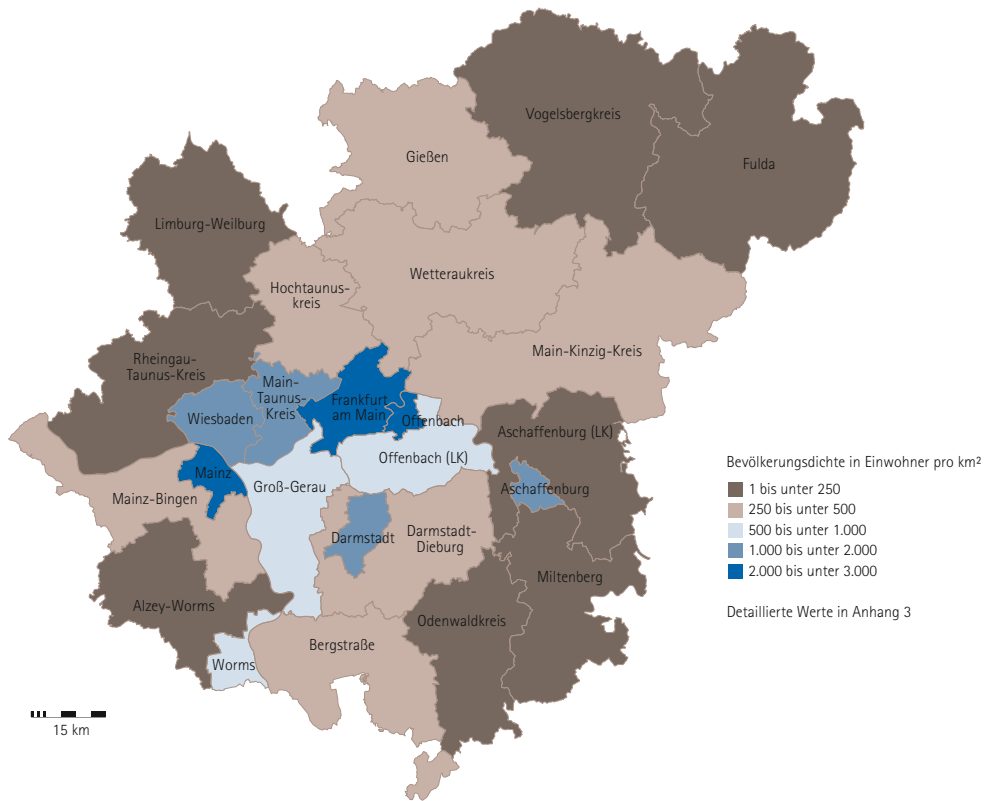 Vogelsbergkreis
Gießen
Fulda
Limburg-Weilburg
Wetteraukreis
Hochtaunus-
kreis
Main-Kinzig-Kreis
Rheingau-
Taunus-Kreis
Main-
Taunus-
Kreis
Frankfurt
am Main
Wiesbaden
Offenbach
Aschaffenburg (LK)
Offenbach (LK)
Mainz
Groß-Gerau
Mainz-Bingen
Aschaffenburg
Darmstadt
Darmstadt-
Dieburg
Miltenberg
Alzey-Worms
Odenwaldkreis
Bergstraße
Worms
Bevölkerungsdichte in Einwohner pro km²
1 bis unter 250
250 bis unter 500
500 bis unter 1.000
1.000 bis unter 2.000
2.000 bis unter 3.000
Detaillierte Werte in Anhang 3
15 km